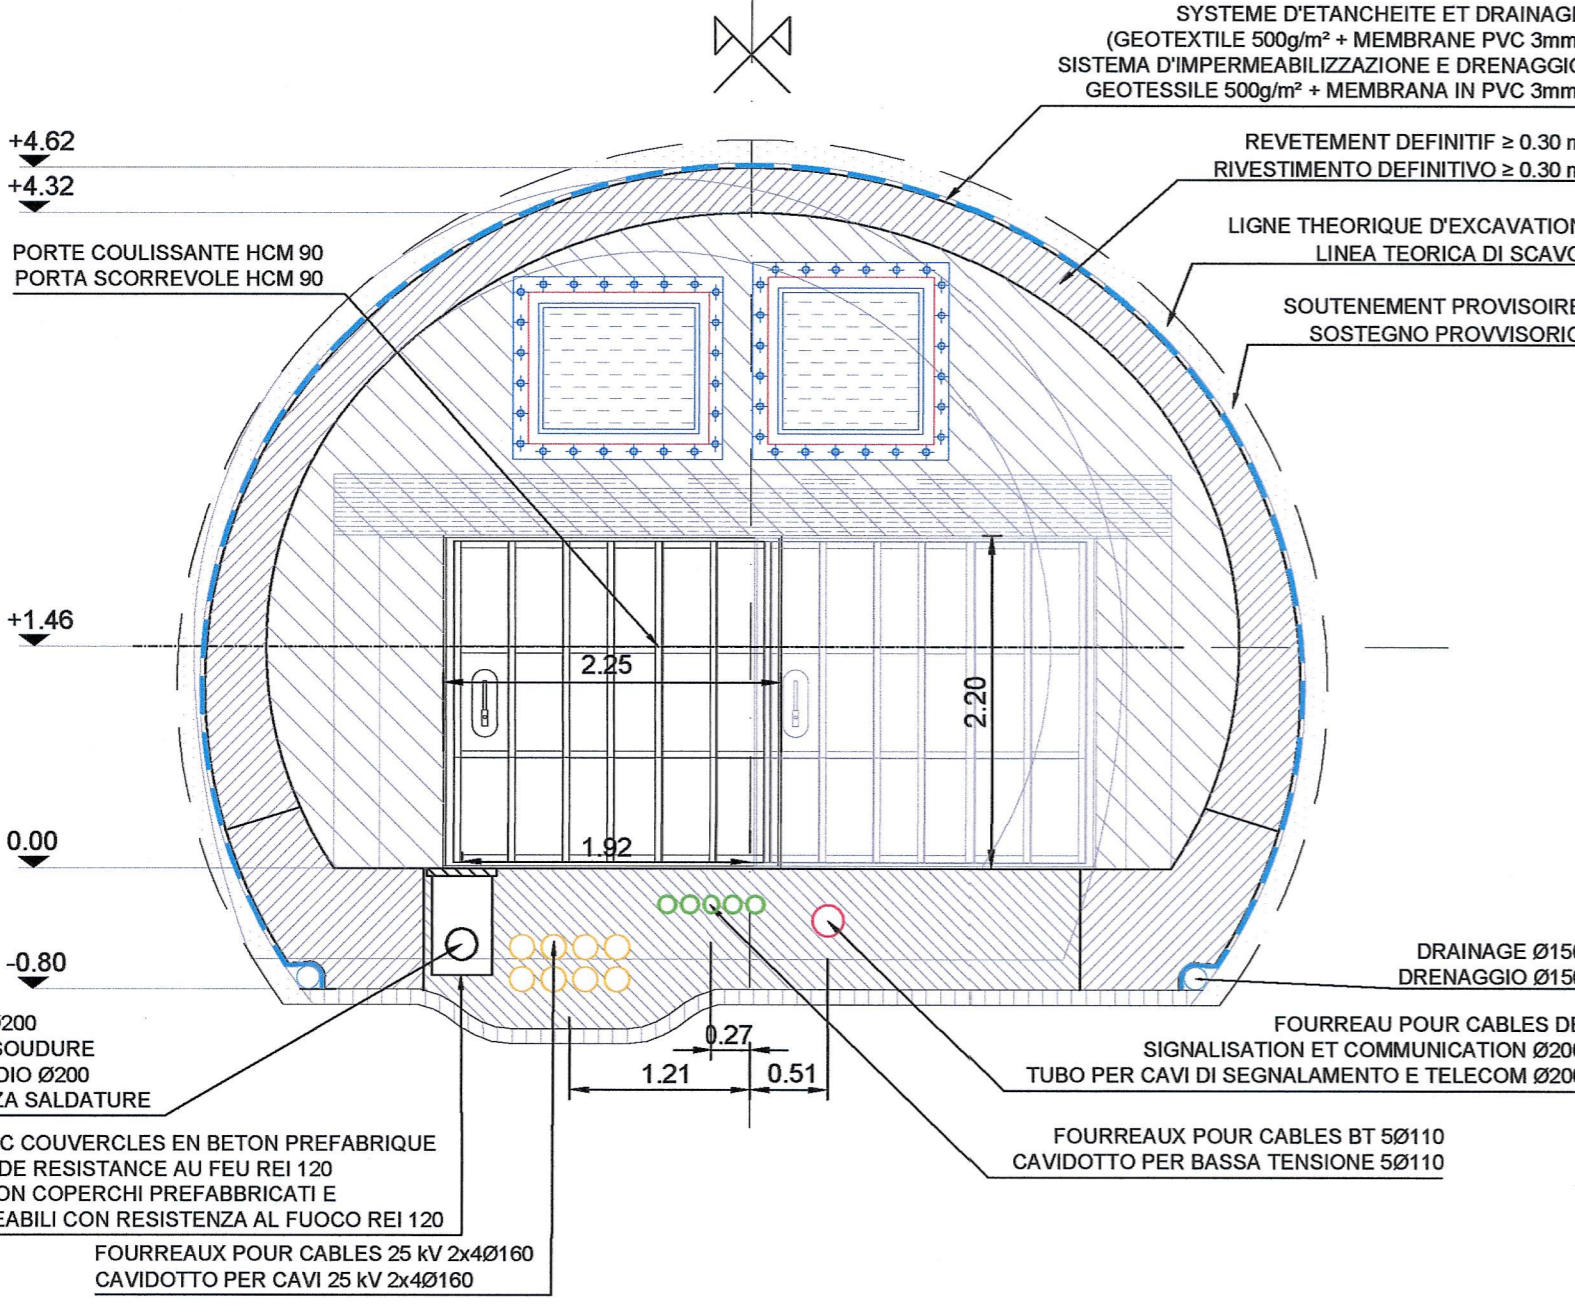 SYSTEME D'ETANCHEITE ET DRAINAGE
(GEOTEXTILE 500g/m² + MEMBRANE PVC 3mm
SISTEMA D'IMPERMEABILIZZAZIONE E DRENAGGIO
GEOTESSILE 500g/m² + MEMBRANA IN PVC 3mm
REVETEMENT DEFINITIF ≥ 0.30 m
RIVESTIMENTO DEFINITIVO ≥ 0.30 m
LIGNE THEORIQUE D'EXCAVATION
LINEA TEORICA DI SCAVO
SOUTENEMENT PROVISOIRE
SOSTEGNO PROVVISORIO
+4.62
+4.32
PORTE COULISSANTE HCM 90
PORTA SCORREVOLE HCM 90
+1.46
2.25
2.20
0.00
1.92
-0.80
DRAINAGE Ø150
DRENAGGIO Ø150
Ø200
SOUDURE
DIO Ø200
ZA SALDATURE
0.27
1.21
0.51
FOURREAU POUR CABLES DE
SIGNALISATION ET COMMUNICATION Ø200
TUBO PER CAVI DI SEGNALAMENTO E TELECOM Ø200
C COUVERCLES EN BETON PREFABRIQUE
DE RESISTANCE AU FEU REI 120
ON COPERCHI PREFABBRICATI E
EABILI CON RESISTENZA AL FUOCO REI 120
FOURREAUX POUR CABLES BT 5Ø110
CAVIDOTTO PER BASSA TENSIONE 5Ø110
FOURREAUX POUR CABLES 25 kV 2x4Ø160
CAVIDOTTO PER CAVI 25 kV 2x4Ø160